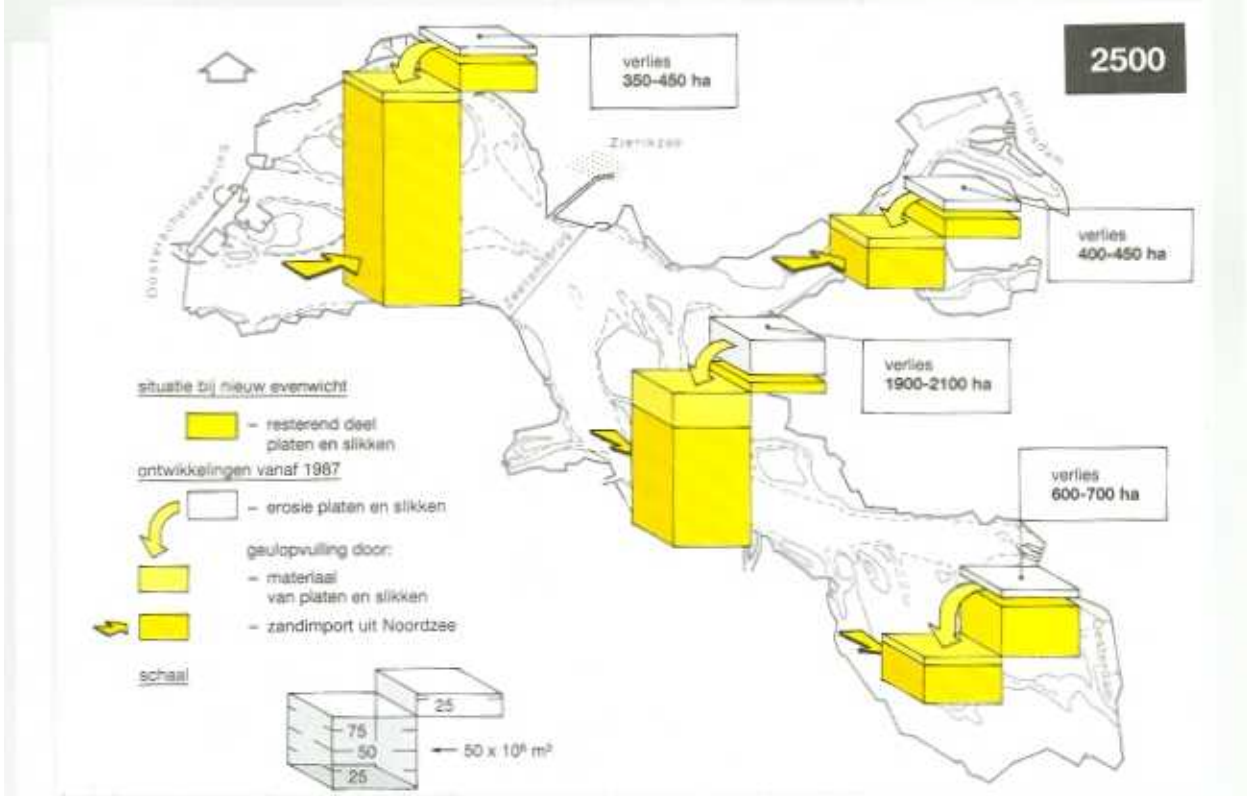 2500
verlies
350-450 ha
Zierikzee
Philipsdam
Oosterscheldekering
Zeelandbrug
verlies
400-450 ha
verlies
1900-2100 ha
verlies
600-700 ha
Oesterdam
situatie bij nieuw evenwicht
– resterend deel
platen en slikken
ontwikkelingen vanaf 1987
– erosie platen en slikken
geulopvulling door:
– materiaal
van platen en slikken
– zandimport uit Noordzee
schaal
25
75
50
25
50 x 10⁶ m³